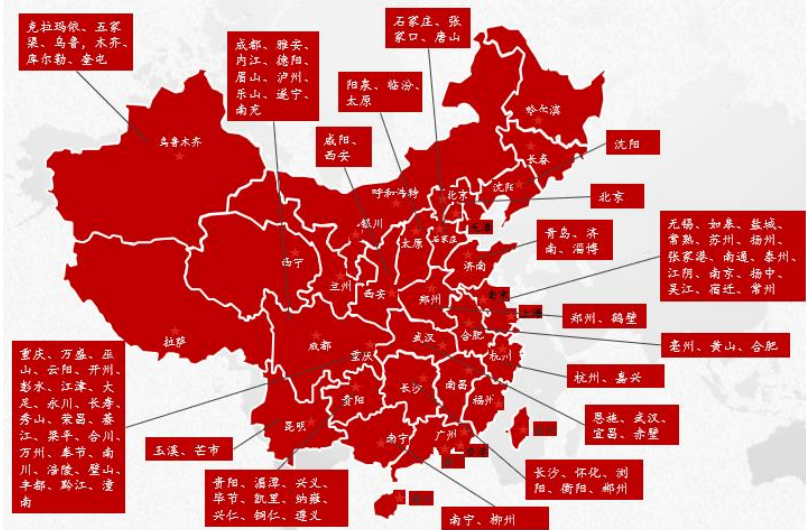 克拉玛依、五家
渠、乌鲁，木齐、
库尔勒、奎屯
成都、雅安、
内江、德阳、
眉山、泸州、
乐山、遂宁、
南充
石家庄、张
家口、唐山
阳泉、临汾、
太原
咸阳、
西安
沈阳
北京
青岛、济
南、淄博
无锡、如皋、盐城、
常熟、苏州、扬州、
张家港、南通、泰州、
江阴、南京、扬中、
吴江、宿迁、常州
郑州、鹤壁
亳州、黄山、合肥
杭州、嘉兴
恩施、武汉、
宜昌、赤壁
长沙、怀化、浏
阳、衡阳、郴州
南宁、柳州
贵阳、湄潭、兴义、
毕节、凯里、纳雍、
兴仁、铜仁、遵义
玉溪、芒市
重庆、万盛、巫
山、云阳、开州、
彭水、江津、大
足、永川、长寿、
秀山、荣昌、綦
江、梁平、合川、
万州、奉节、南
川、涪陵、璧山、
丰都、黔江、潼
南
哈尔滨
长春
沈阳
乌鲁木齐
呼和浩特
北京
银川
太原
石家庄
济南
西宁
兰州
西安
郑州
合肥
拉萨
成都
重庆
武汉
杭州
贵阳
长沙
南昌
福州
昆明
南宁
广州